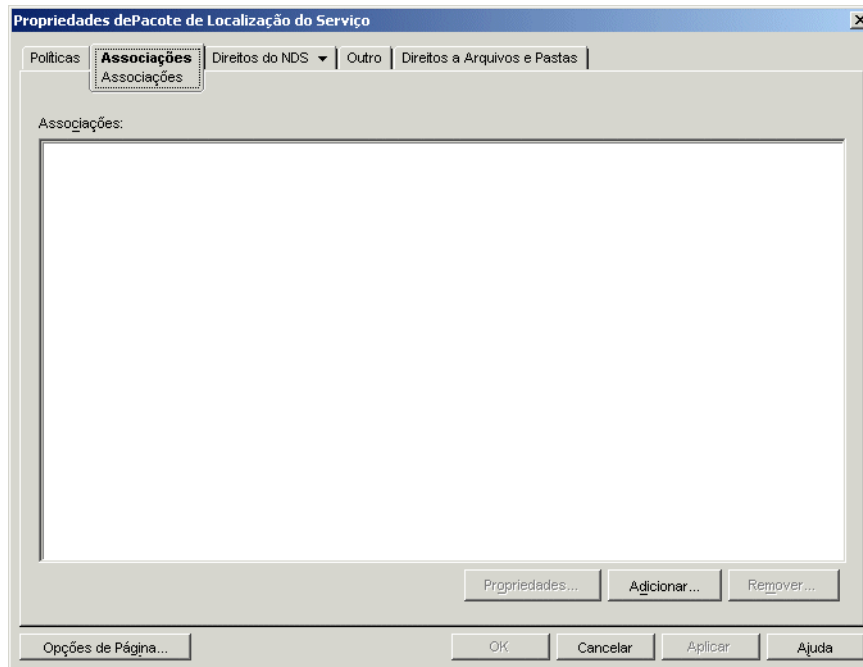 Propriedades dePacote de Localização do Serviço
Políticas Associações Direitos do NDS Outro Direitos a Arquivos e Pastas
Associações
Associações:
Propriedades... Adicionar... Remover...
Opções de Página... OK Cancelar Aplicar Ajuda